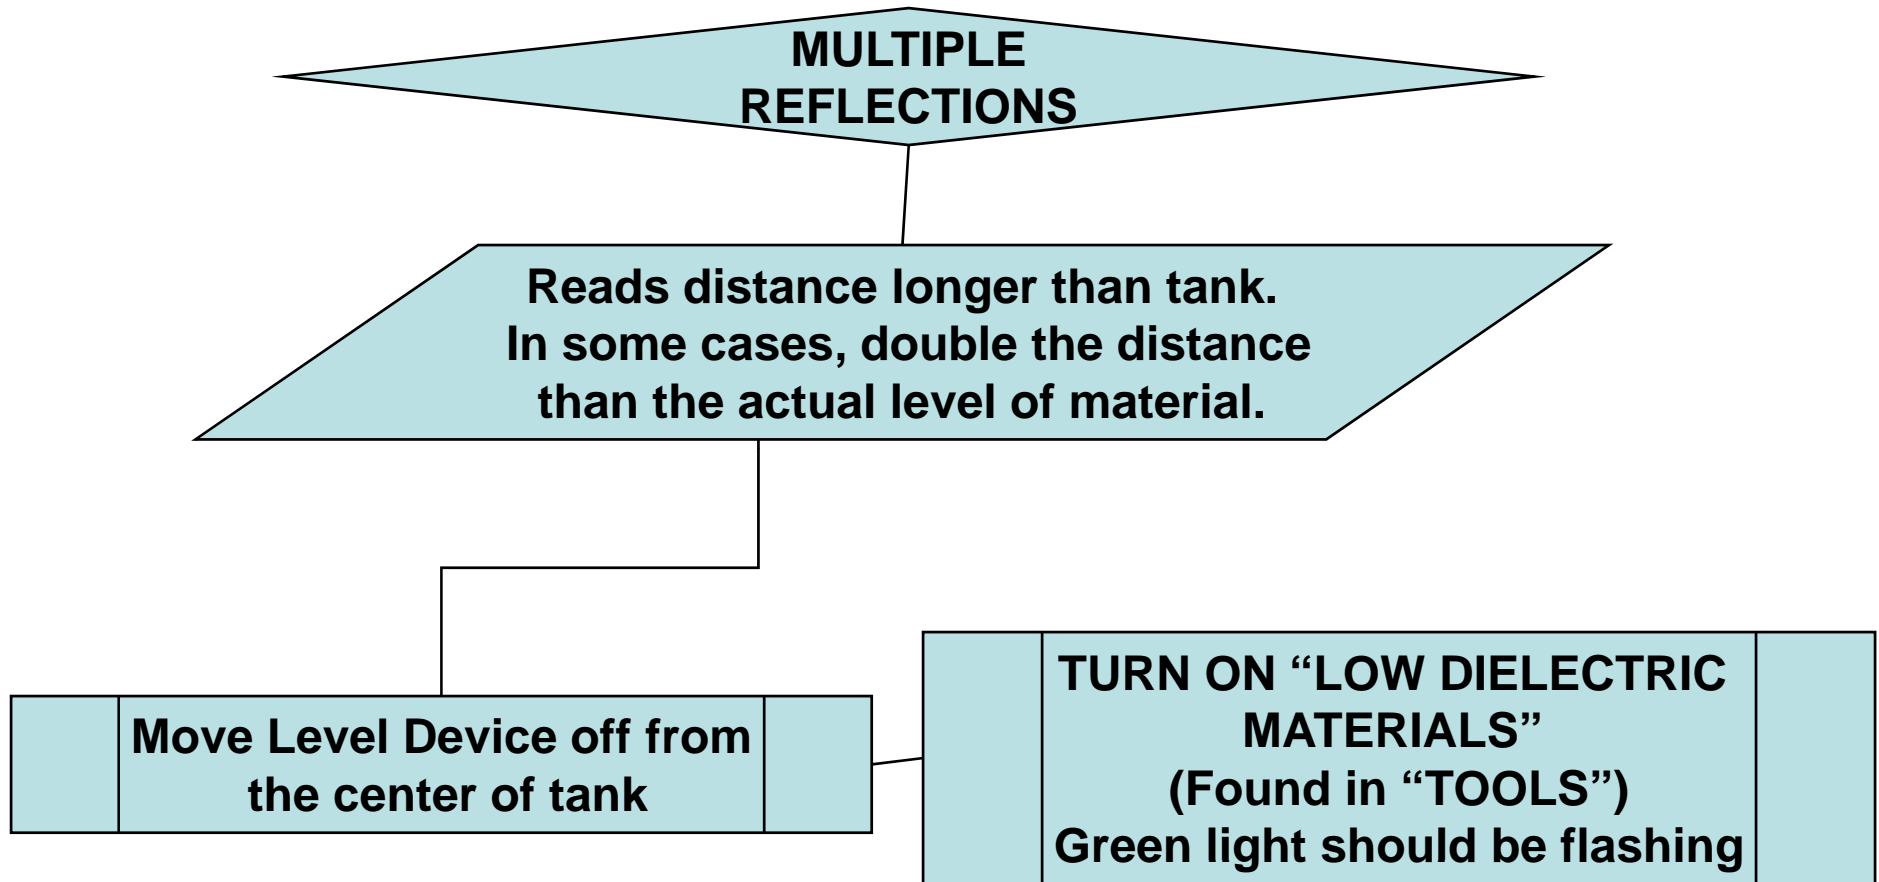 MULTIPLE
REFLECTIONS
Reads distance longer than tank.
In some cases, double the distance
than the actual level of material.
Move Level Device off from
the center of tank
TURN ON “LOW DIELECTRIC
MATERIALS”
(Found in “TOOLS”)
Green light should be flashing